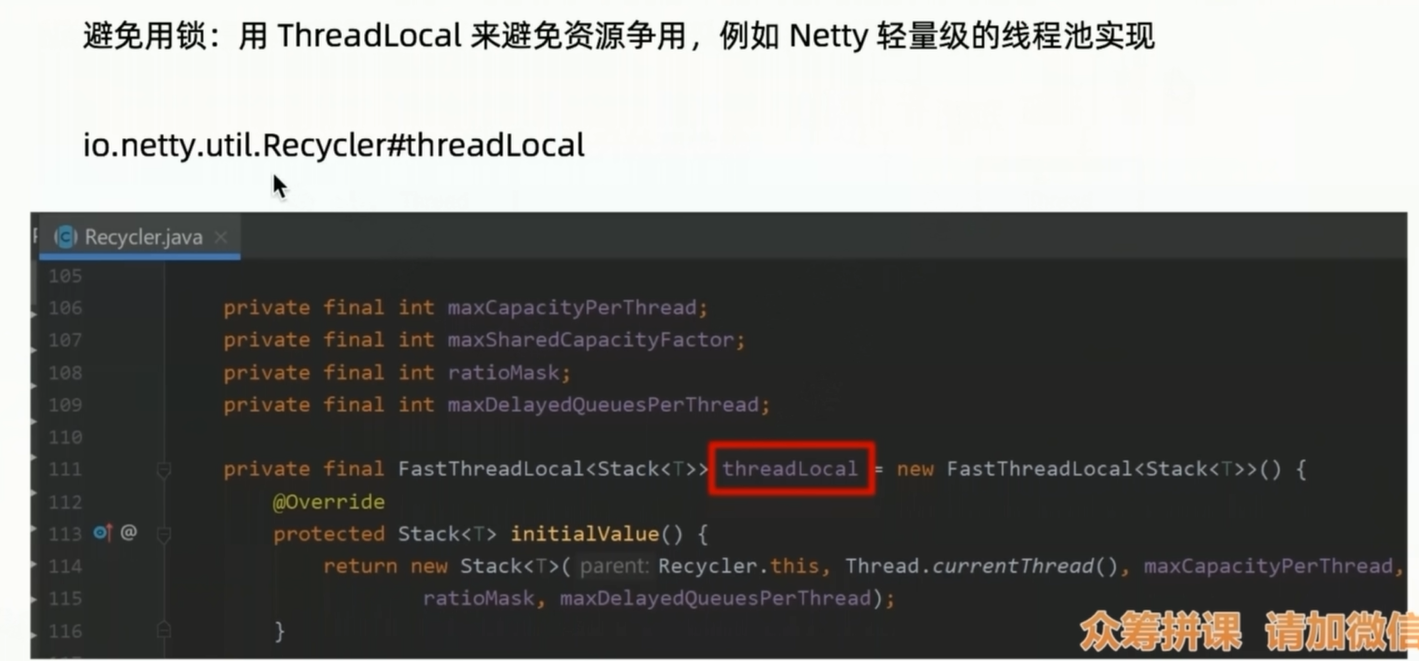 避免用锁：用 ThreadLocal 来避免资源争用，例如 Netty 轻量级的线程池实现
io.netty.util.Recycler#threadLocal
Recycler.java
105
106 private final int maxCapacityPerThread;
107 private final int maxSharedCapacityFactor;
108 private final int ratioMask;
109 private final int maxDelayedQueuesPerThread;
110
111 private final FastThreadLocal<Stack<T>> threadLocal = new FastThreadLocal<Stack<T>>() {
112 @Override
113 @ protected Stack<T> initialValue() {
114 return new Stack<T>( parent: Recycler.this, Thread.currentThread(), maxCapacityPerThread,
115 ratioMask, maxDelayedQueuesPerThread);
116 }
众筹拼课 请加微信